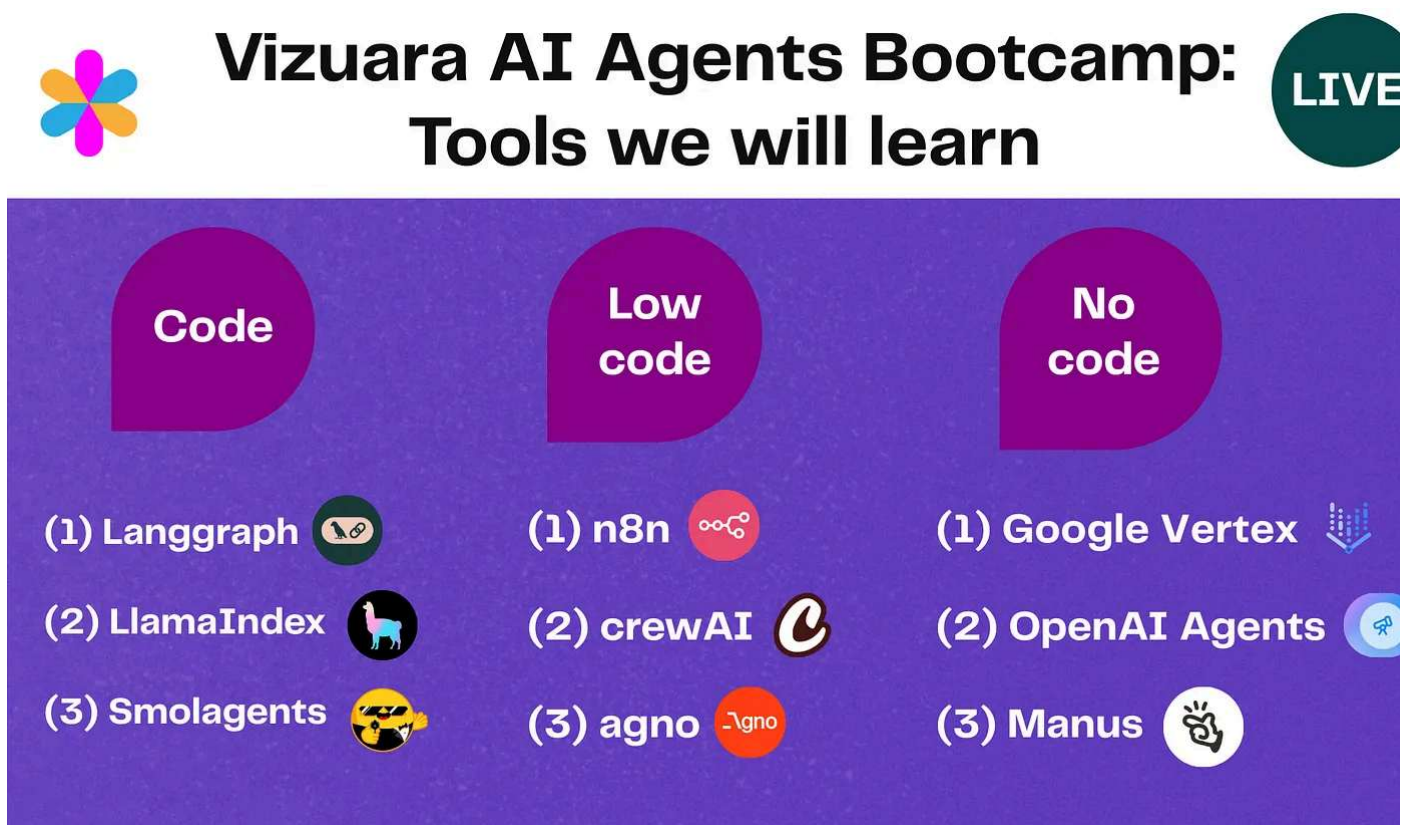 Vizuara AI Agents Bootcamp:
Tools we will learn
LIVE
Code
(1) Langgraph
(2) LlamaIndex
(3) Smolagents
Low
code
(1) n8n
(2) crewAI
(3) agno
Agno
No
code
(1) Google Vertex
(2) OpenAI Agents
(3) Manus